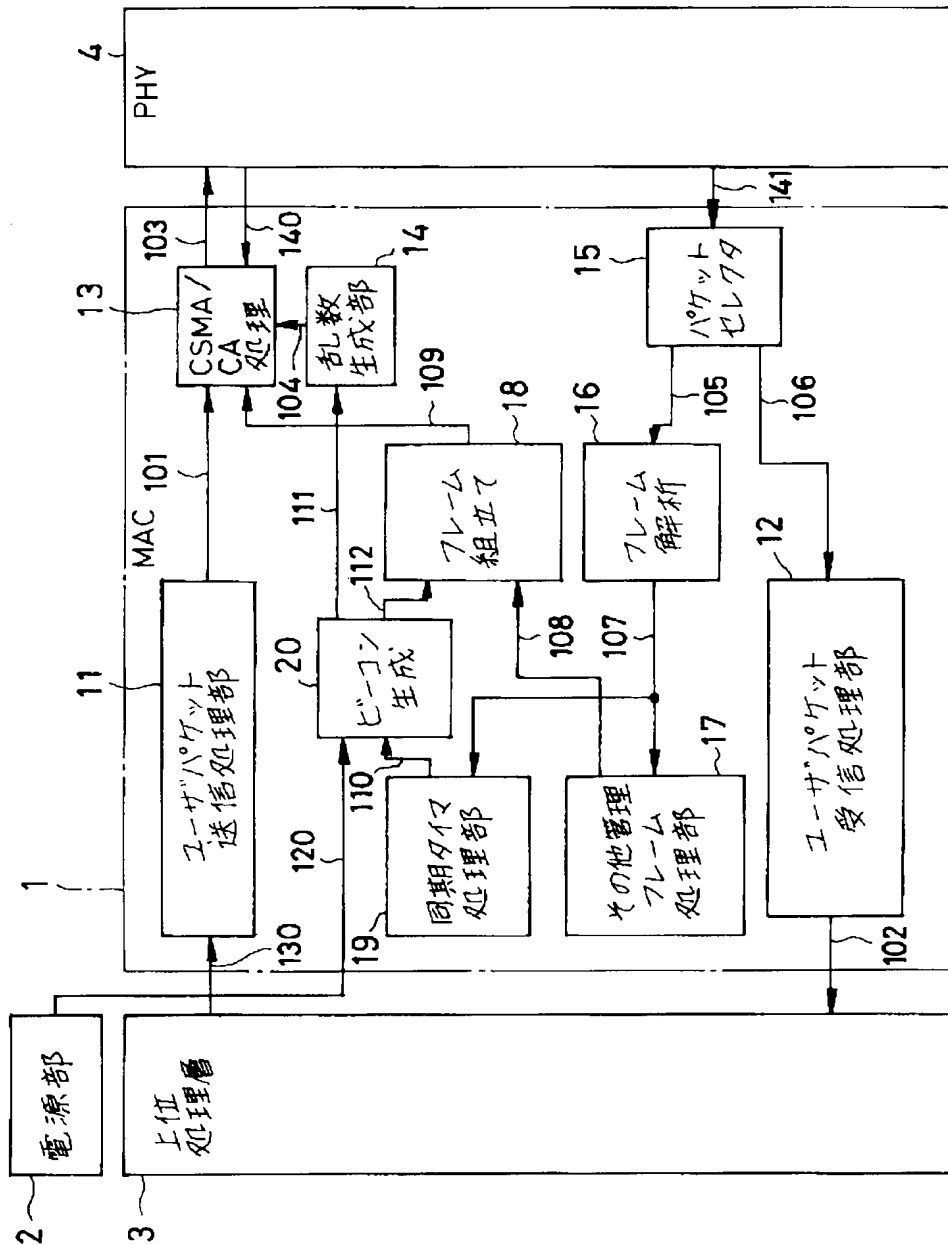 2
電源部
3
上位
処理層
1
MAC
130
11
ユーザパケット
送信処理部
101
13
CSMA/
CA
処理
103
140
4
PHY
120
110
19
同期タイマ
処理部
20
ビーコン
生成
111
112
104
14
乱数
生成部
109
18
フレーム
組立て
108
17
その他管理
フレーム
処理部
107
16
フレーム
解析
105
15
パケット
セレクタ
141
106
12
ユーザパケット
受信処理部
102